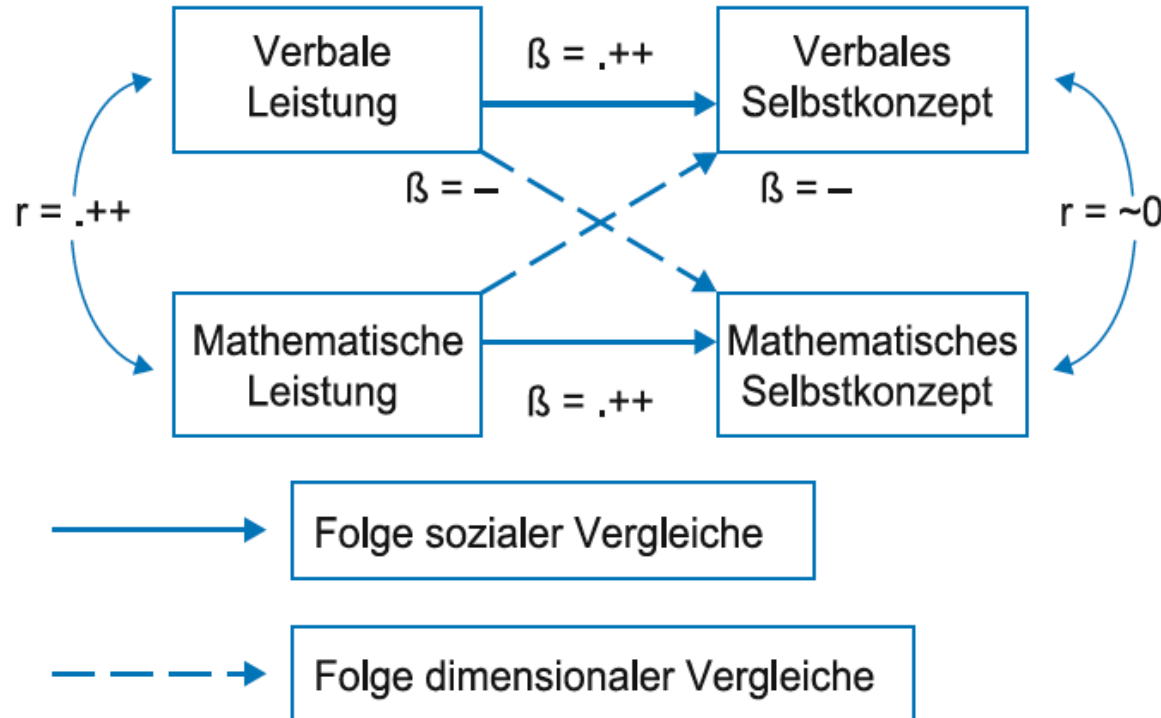 Verbale
Leistung
ß = .++
Verbales
Selbstkonzept
r = .++
ß = –
ß = –
r = ~0
Mathematische
Leistung
ß = .++
Mathematisches
Selbstkonzept
Folge sozialer Vergleiche
Folge dimensionaler Vergleiche